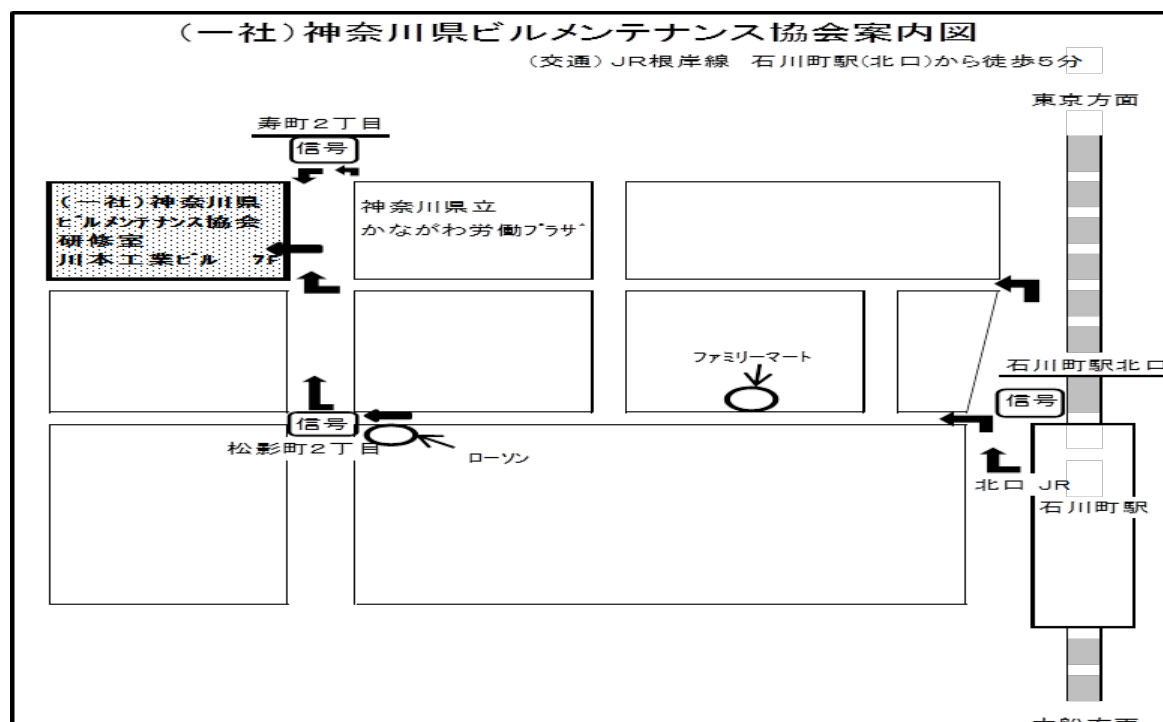 (一社)神奈川県ビルメンテナンス協会案内図
(交通)JR根岸線 石川町駅(北口)から徒歩5分
東京方面
寿町2丁目
信号
(一社)神奈川県
ビルメンテナンス協会
研修室
川本工業ビル 7F
神奈川県立
かながわ労働プラザ
ファミリーマート
石川町駅北口
信号
信号
松影町2丁目
ローソン
北口 JR
石川町駅